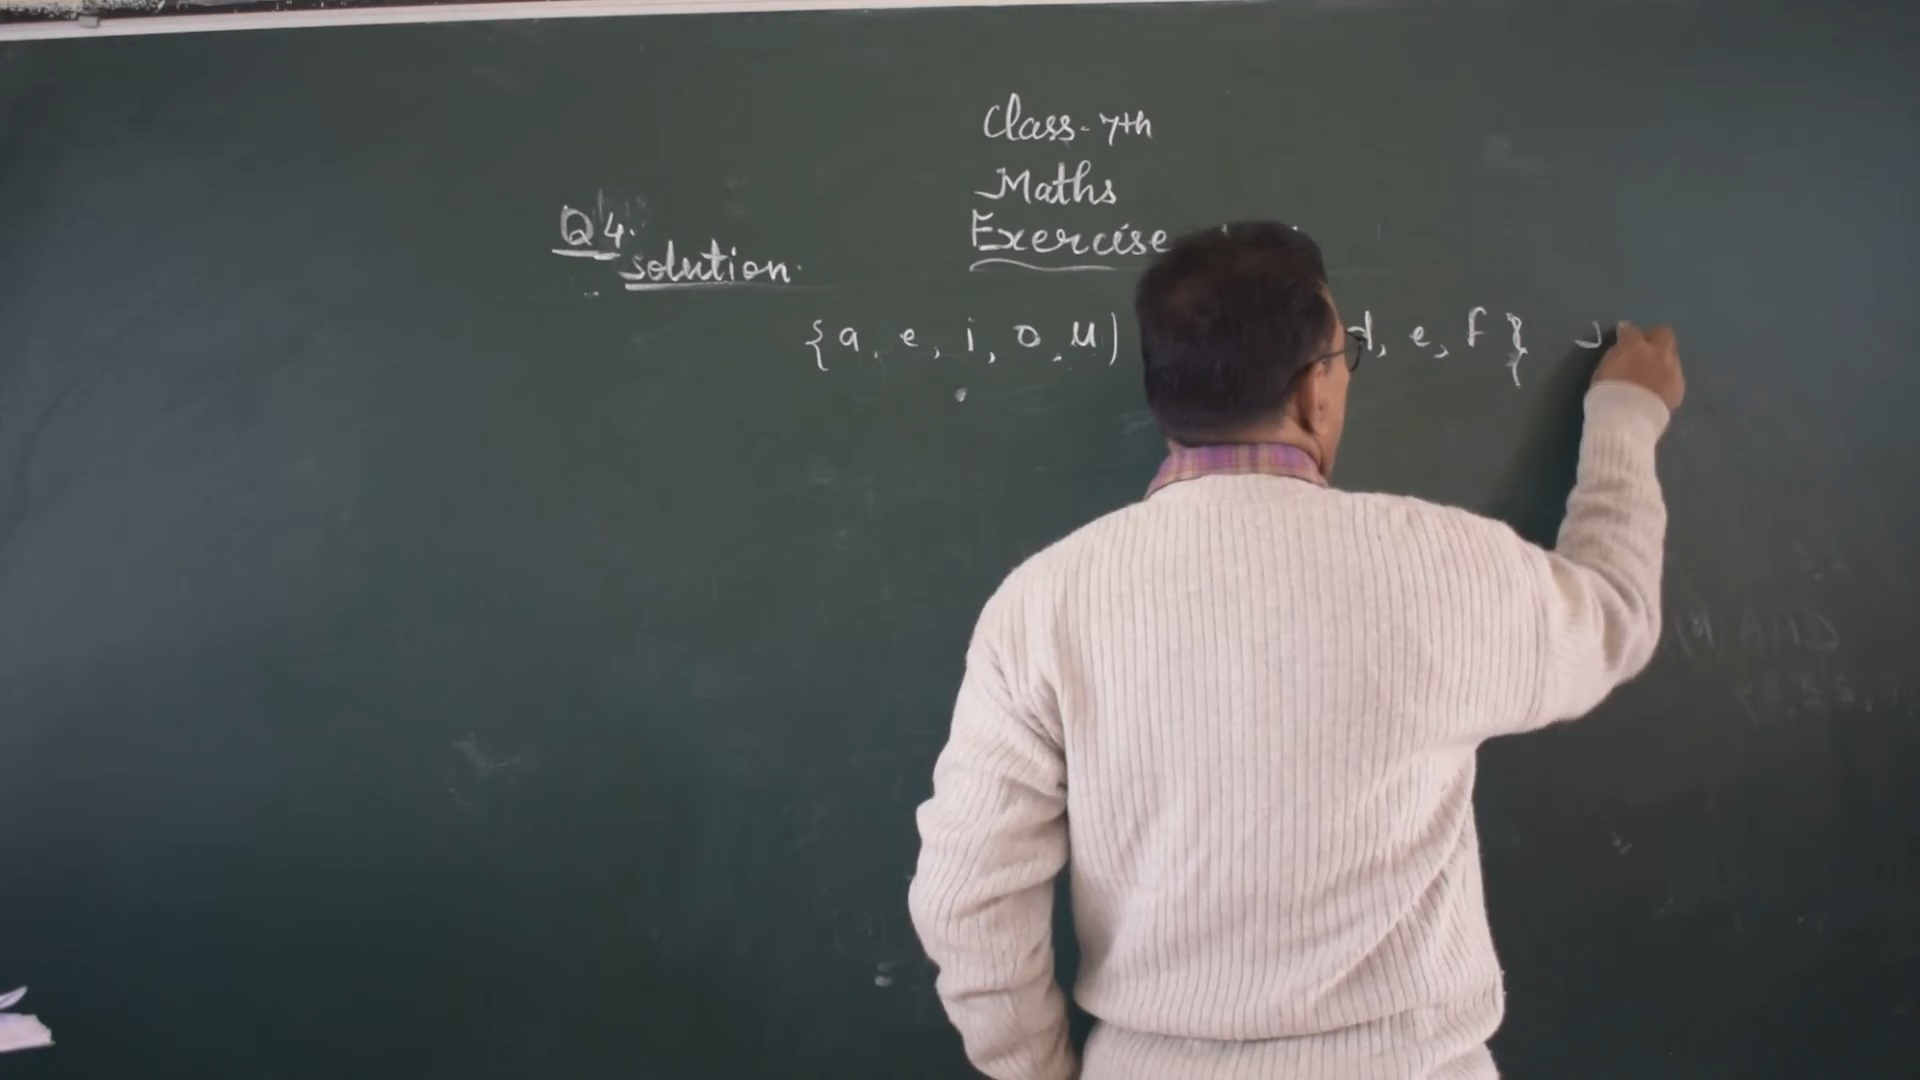 Class-7th
Maths
Exercise
Q4.
solution.
{a, e, i, o, u) d, e, f }